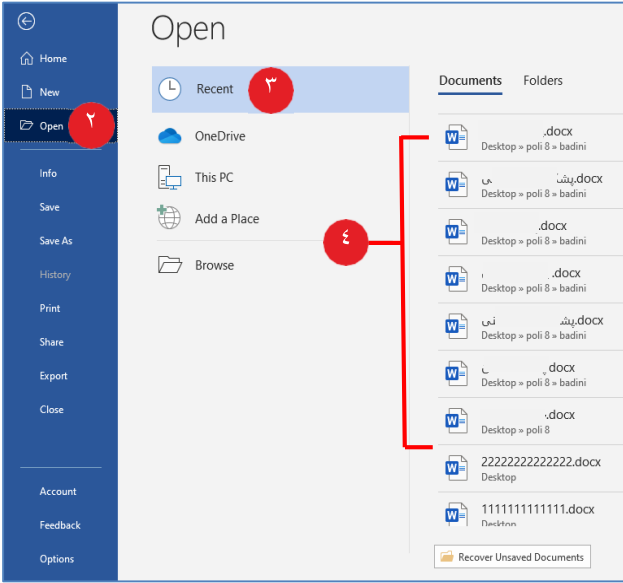 Open
Home
New
Open ٢
Info
Save
Save As
History
Print
Share
Export
Close
Account
Feedback
Options
Recent ٣
OneDrive
This PC
Add a Place
Browse
٤
Documents Folders
.docx
Desktop » poli 8 » badini
.docx
Desktop » poli 8 » badini
.docx
Desktop » poli 8 » badini
.docx
Desktop » poli 8 » badini
.docx
Desktop » poli 8 » badini
.docx
Desktop » poli 8 » badini
.docx
Desktop » poli 8
22222222222222.docx
Desktop
1111111111111.docx
Desktop
Recover Unsaved Documents